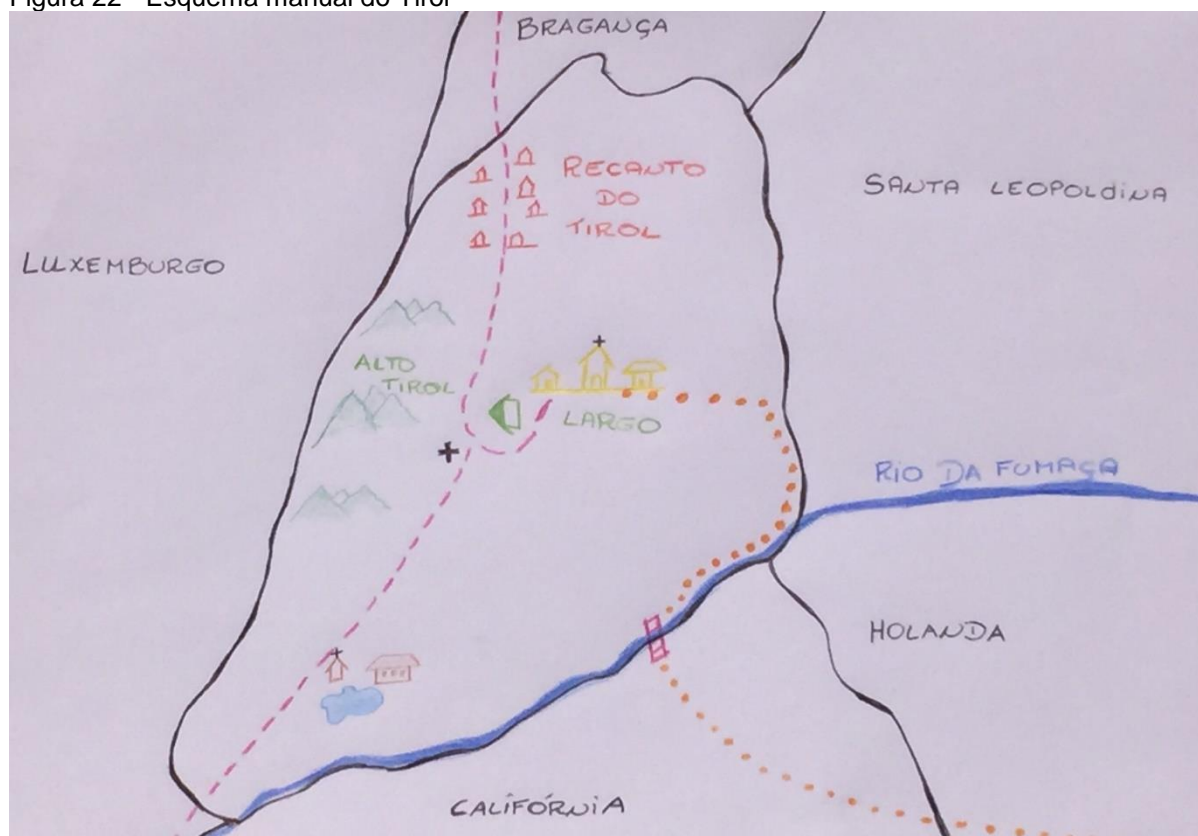 Figura 22 - Esquema manual do Tirol
BRAGANÇA
RECANTO
DO
TIROL
SANTA LEOPOLDINA
LUXEMBURGO
ALTO
TIROL
LARGO
RIO DA FUMAÇA
HOLANDA
CALIFÓRNIA